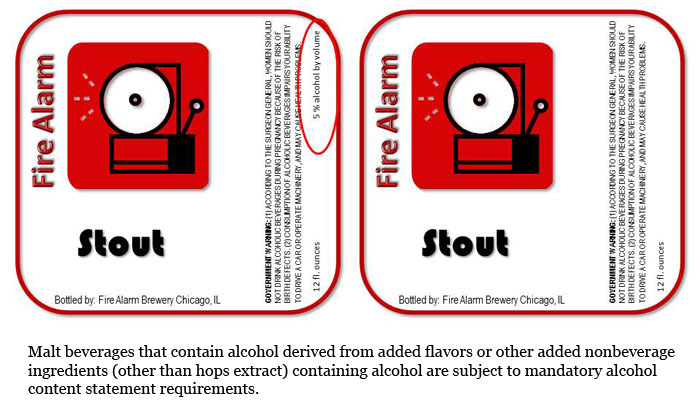 Fire Alarm
Stout
Bottled by: Fire Alarm Brewery Chicago, IL
GOVERNMENT WARNING: (1) ACCORDING TO THE SURGEON GENERAL, WOMEN SHOULD
NOT DRINK ALCOHOLIC BEVERAGES DURING PREGNANCY BECAUSE OF THE RISK OF
BIRTH DEFECTS. (2) CONSUMPTION OF ALCOHOLIC BEVERAGES IMPAIRS YOUR ABILITY
TO DRIVE A CAR OR OPERATE MACHINERY, AND MAY CAUSE HEALTH PROBLEMS.
12 fl. ounces
5 % alcohol by volume
Fire Alarm
Stout
Bottled by: Fire Alarm Brewery Chicago, IL
GOVERNMENT WARNING: (1) ACCORDING TO THE SURGEON GENERAL, WOMEN SHOULD
NOT DRINK ALCOHOLIC BEVERAGES DURING PREGNANCY BECAUSE OF THE RISK OF
BIRTH DEFECTS. (2) CONSUMPTION OF ALCOHOLIC BEVERAGES IMPAIRS YOUR ABILITY
TO DRIVE A CAR OR OPERATE MACHINERY, AND MAY CAUSE HEALTH PROBLEMS.
12 fl. ounces
Malt beverages that contain alcohol derived from added flavors or other added nonbeverage
ingredients (other than hops extract) containing alcohol are subject to mandatory alcohol
content statement requirements.